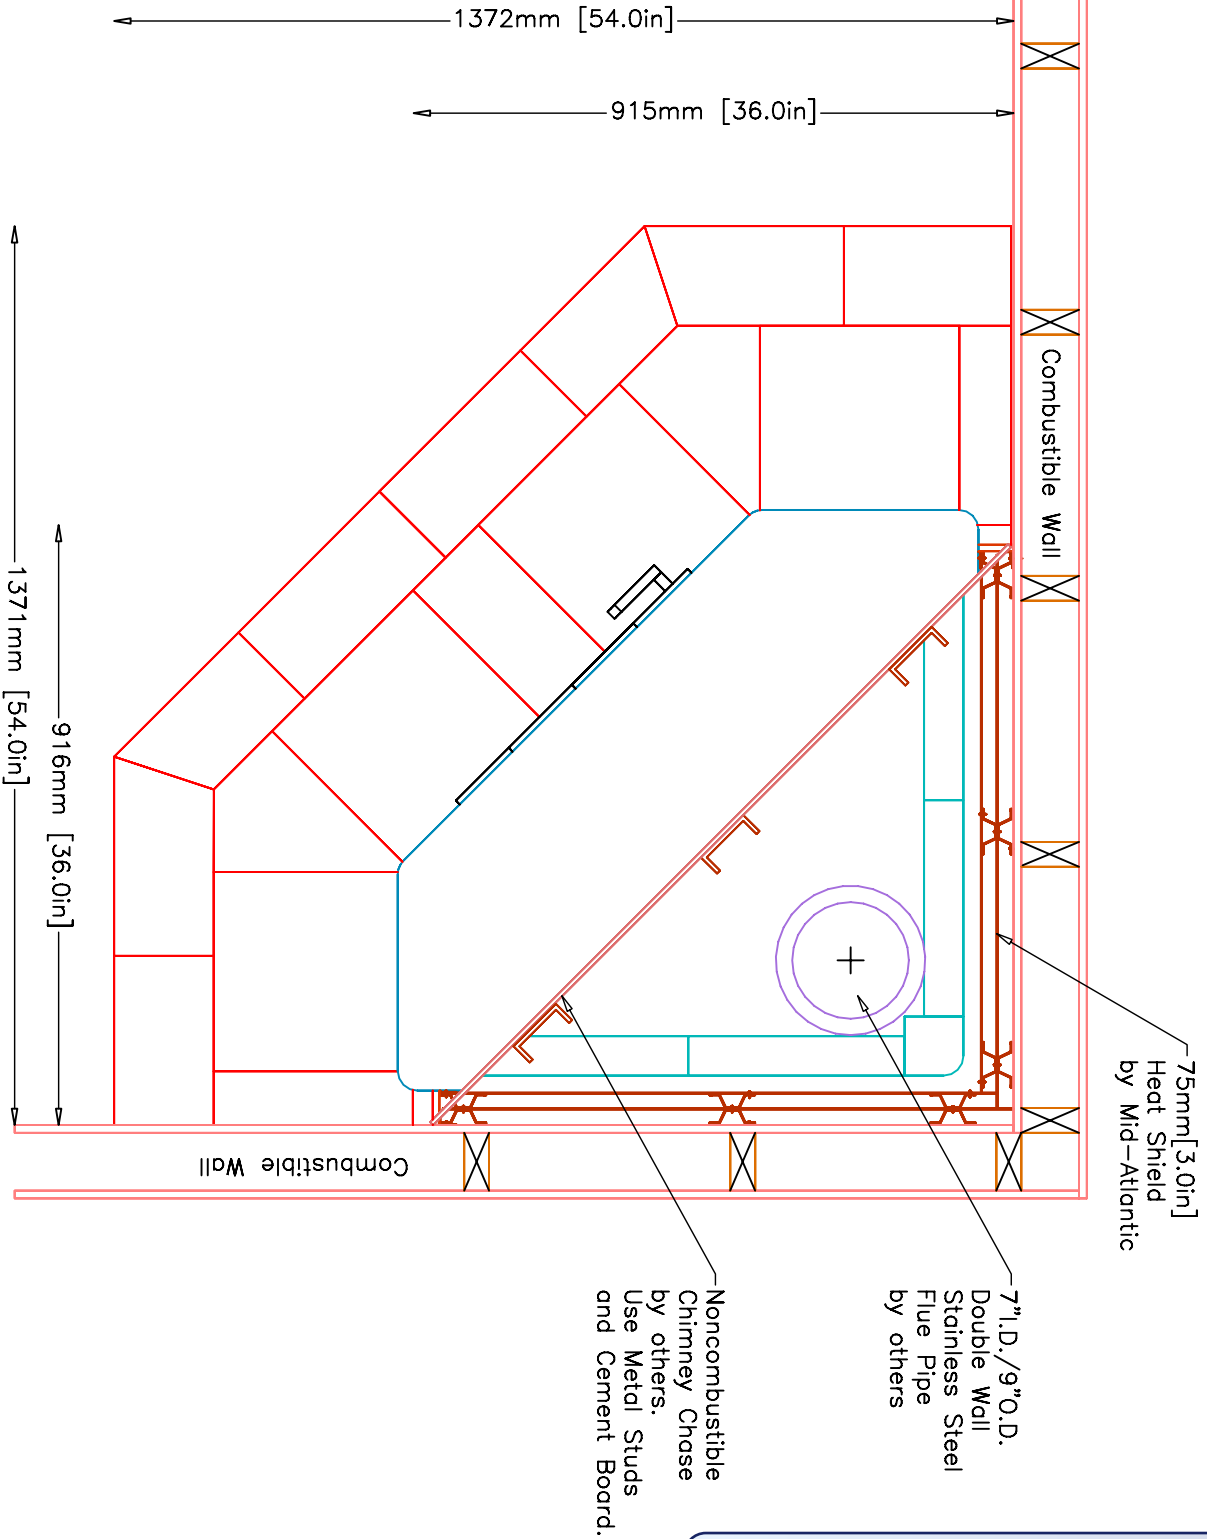 1372mm [54.0in]
915mm [36.0in]
Combustible Wall
1371mm [54.0in]
916mm [36.0in]
Combustible Wall
75mm[3.0in]
Heat Shield
by Mid-Atlantic
7"I.D./9"O.D.
Double Wall
Stainless Steel
Flue Pipe
by others
Noncombustible
Chimney Chase
by others.
Use Metal Studs
and Cement Board.